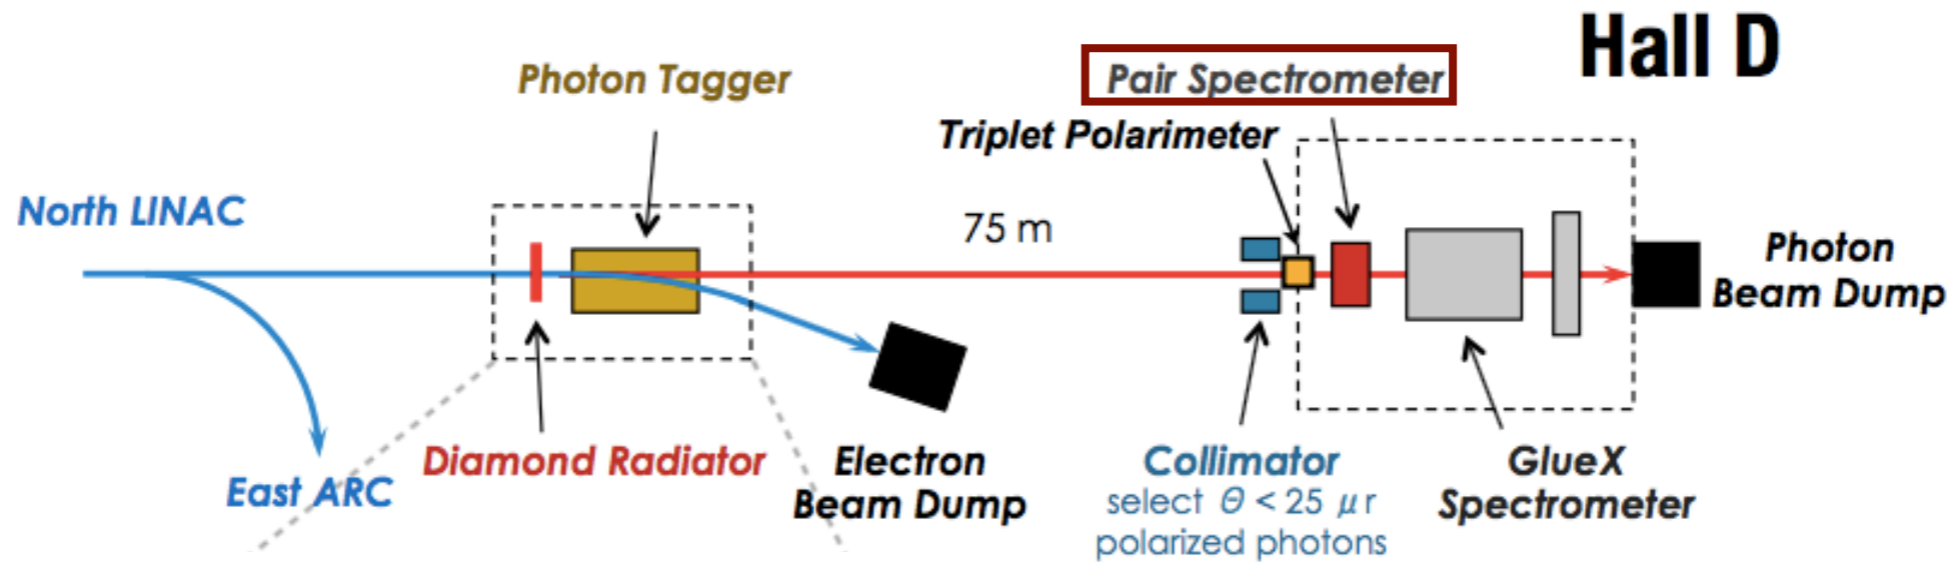 Hall D
Photon Tagger
Pair Spectrometer
Triplet Polarimeter
North LINAC
75 m
Photon
Beam Dump
Diamond Radiator
Electron
Beam Dump
Collimator
select θ < 25 μ r
polarized photons
GlueX
Spectrometer
East ARC